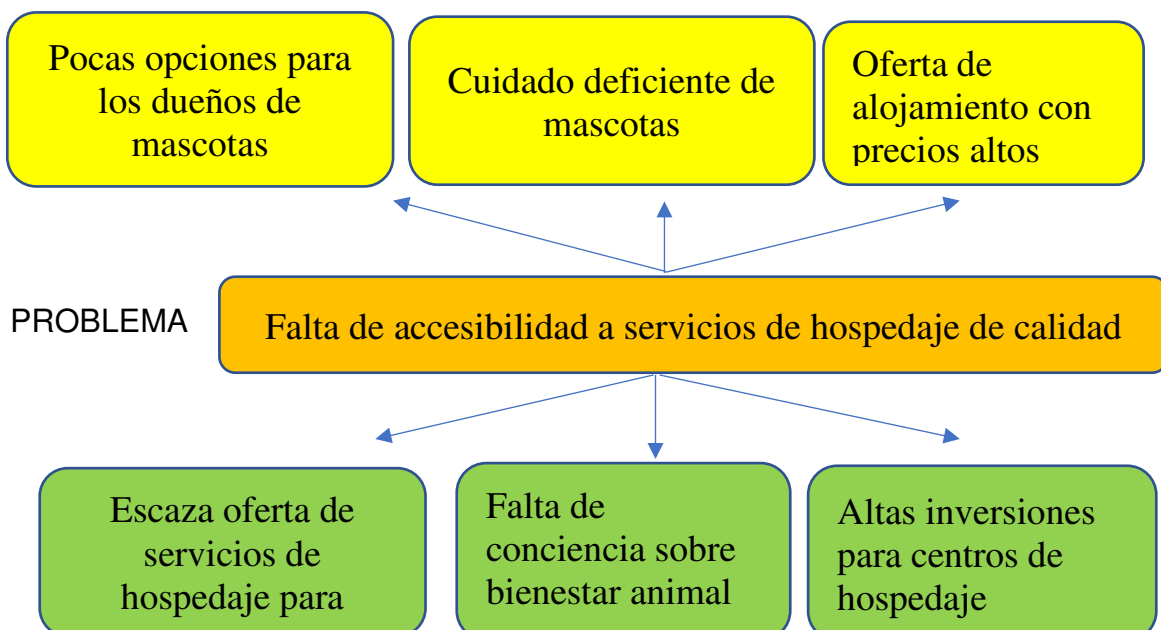 Pocas opciones para
los dueños de
mascotas
Cuidado deficiente de
mascotas
Oferta de
alojamiento con
precios altos
PROBLEMA
Falta de accesibilidad a servicios de hospedaje de calidad
Escaza oferta de
servicios de
hospedaje para
Falta de
conciencia sobre
bienestar animal
Altas inversiones
para centros de
hospedaje